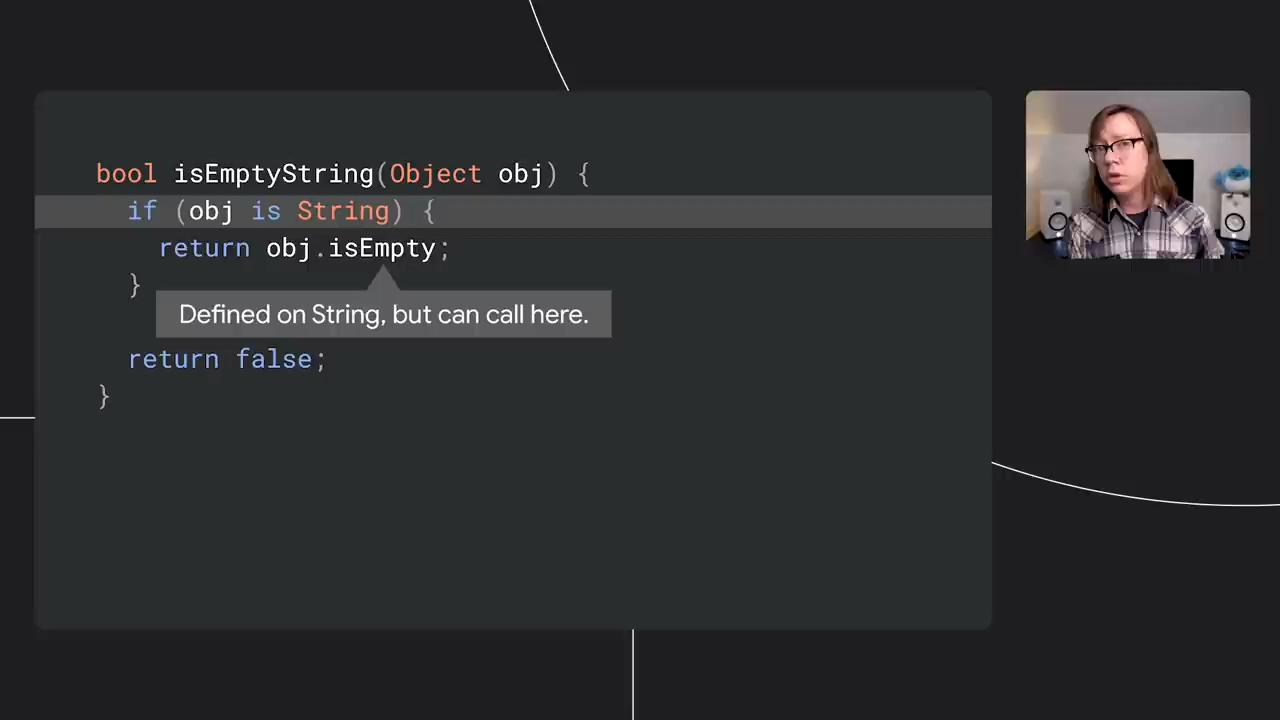 bool isEmptyString(Object obj) {
if (obj is String) {
return obj.isEmpty;
}
Defined on String, but can call here.
return false;
}